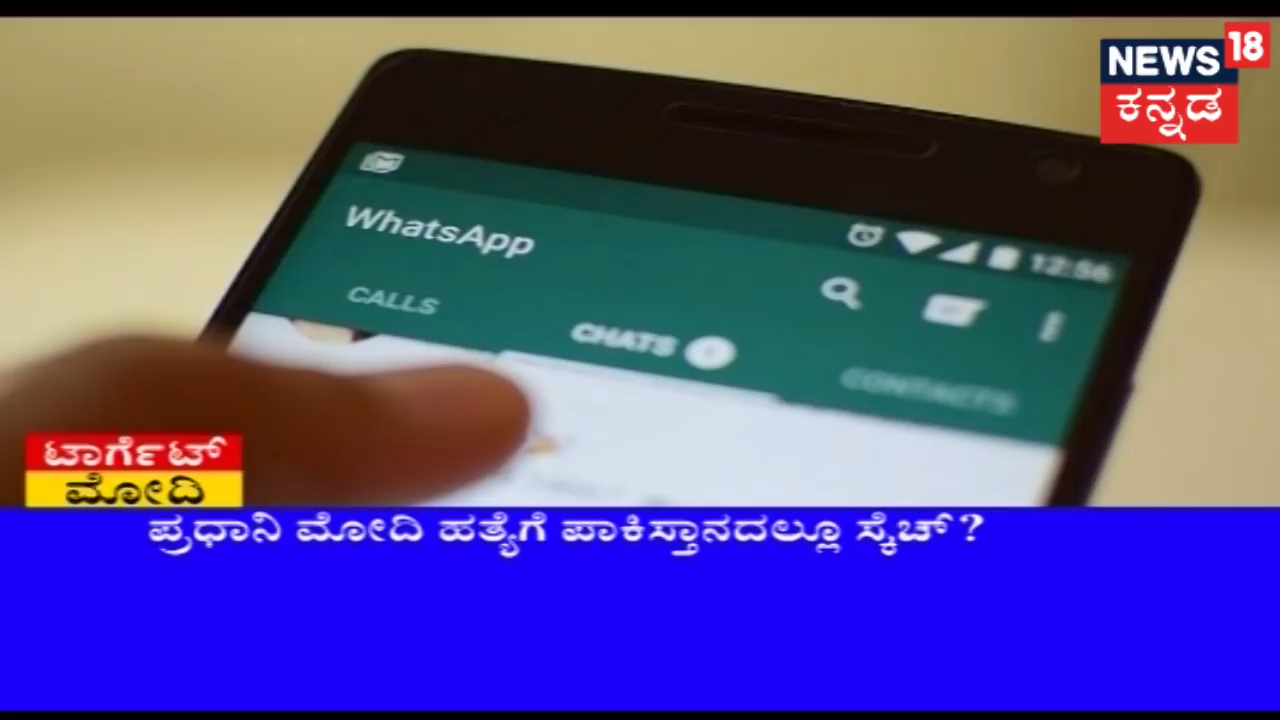 NEWS 18
ಕನ್ನಡ
12:56
WhatsApp
CALLS
CHATS
CONTACTS
ಟಾರ್ಗೆಟ್
ಮೋದಿ
ಪ್ರಧಾನಿ ಮೋದಿ ಹತ್ಯೆಗೆ ಪಾಕಿಸ್ತಾನದಲ್ಲೂ ಸ್ಕೆಚ್ ?